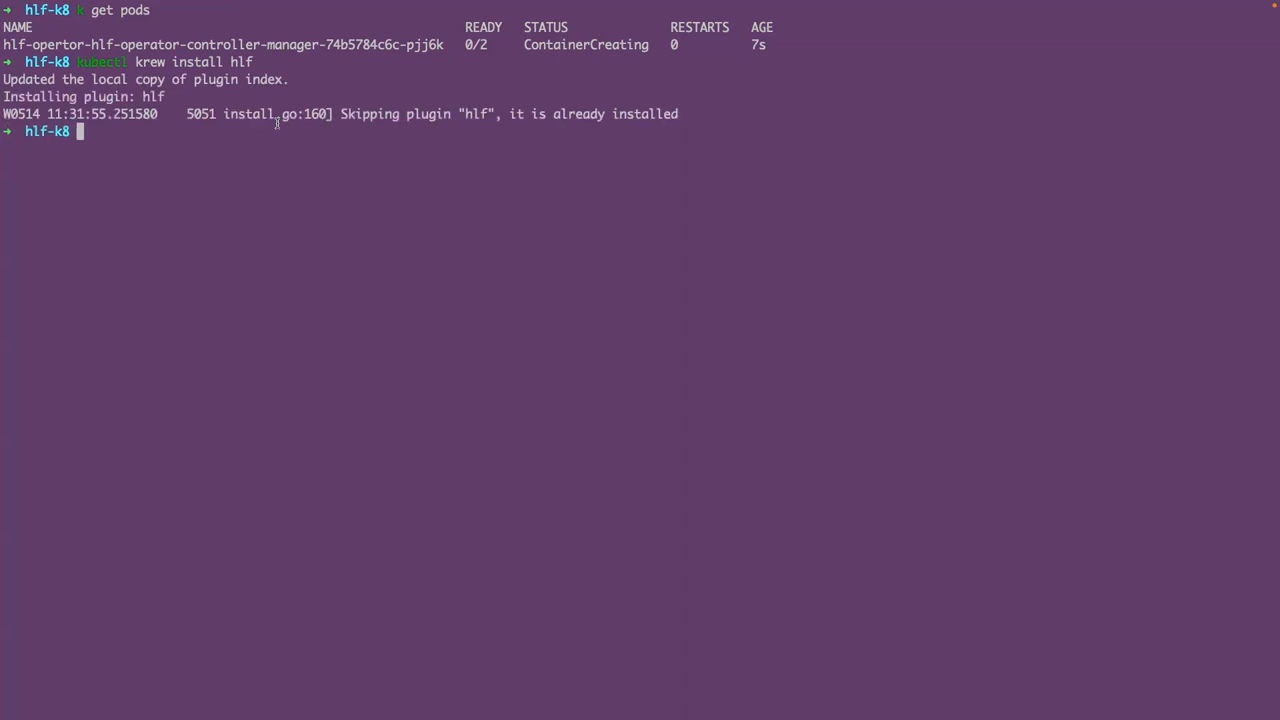 ➜ hlf-k8 k get pods
NAME READY STATUS RESTARTS AGE
hlf-opertor-hlf-operator-controller-manager-74b5784c6c-pjj6k 0/2 ContainerCreating 0 7s
➜ hlf-k8 kubectl krew install hlf
Updated the local copy of plugin index.
Installing plugin: hlf
W0514 11:31:55.251580 5051 install.go:160] Skipping plugin "hlf", it is already installed
➜ hlf-k8